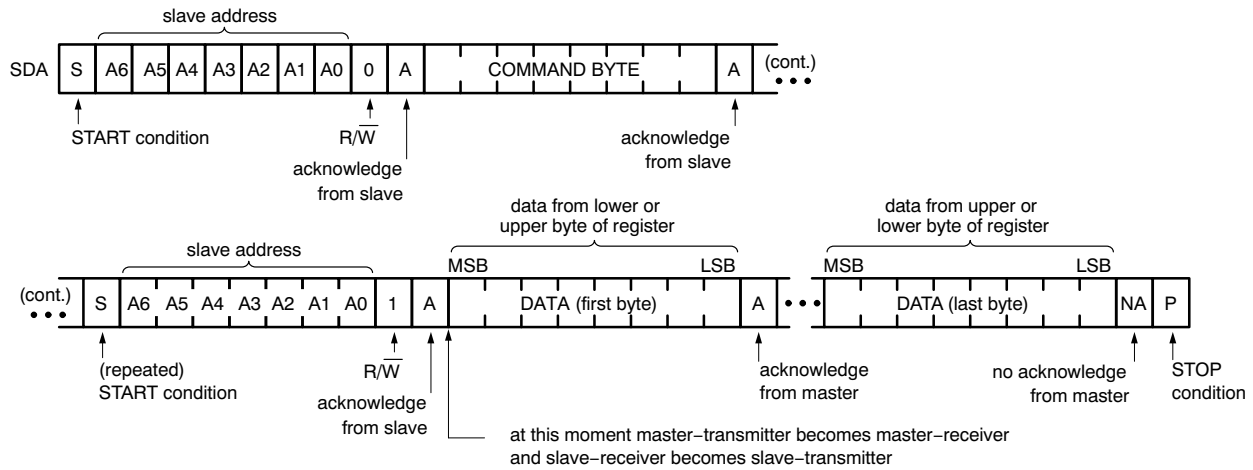 slave address
SDA S A6 A5 A4 A3 A2 A1 A0 0 A COMMAND BYTE A (cont.)
START condition
R/W
acknowledge
from slave
acknowledge
from slave
data from lower or
upper byte of register
data from upper or
lower byte of register
slave address
MSB LSB MSB LSB
(cont.) S A6 A5 A4 A3 A2 A1 A0 1 A DATA (first byte) A DATA (last byte) NA P
(repeated)
START condition
R/W
acknowledge
from slave
acknowledge
from master
no acknowledge
from master
STOP
condition
at this moment master−transmitter becomes master−receiver
and slave−receiver becomes slave−transmitter